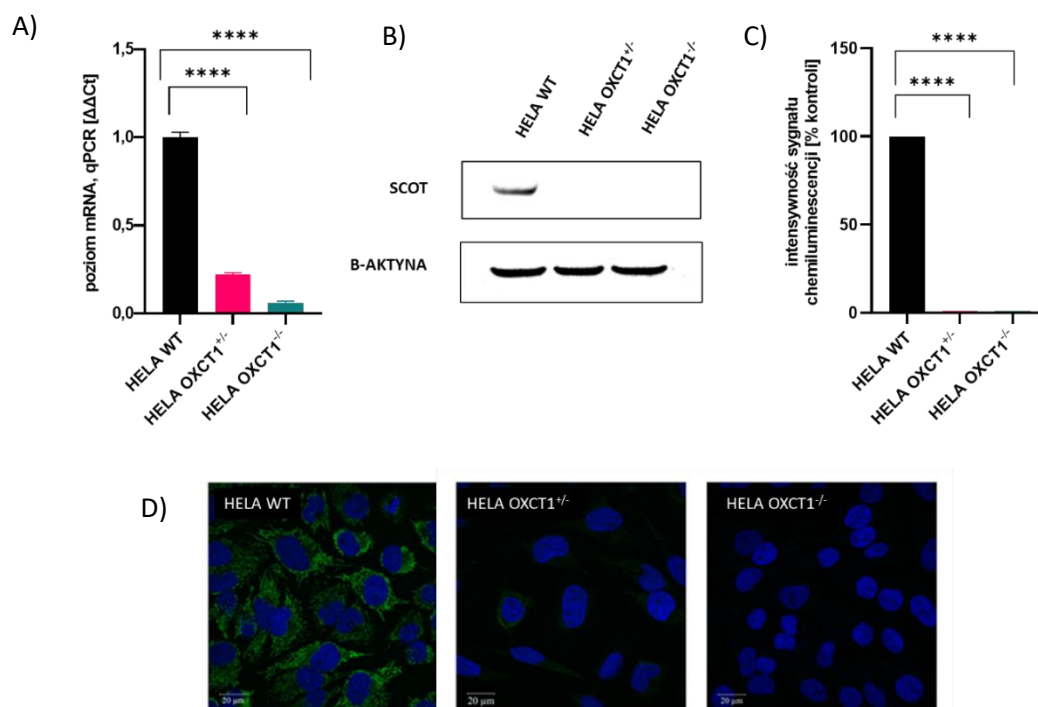 A)
poziom mRNA, qPCR [ΔΔCt]
1,5
1,0
0,5
0,0
****
****
HELA WT
HELA OXCT1+/-
HELA OXCT1-/-
B)
HELA WT
HELA OXCT1+/-
HELA OXCT1-/-
SCOT
B-AKTYNA
C)
intensywność sygnału
chemiluminescencji [% kontroli]
150
100
50
0
****
****
HELA WT
HELA OXCT1+/-
HELA OXCT1-/-
D)
HELA WT
20 µm
HELA OXCT1+/-
20 µm
HELA OXCT1-/-
20 µm